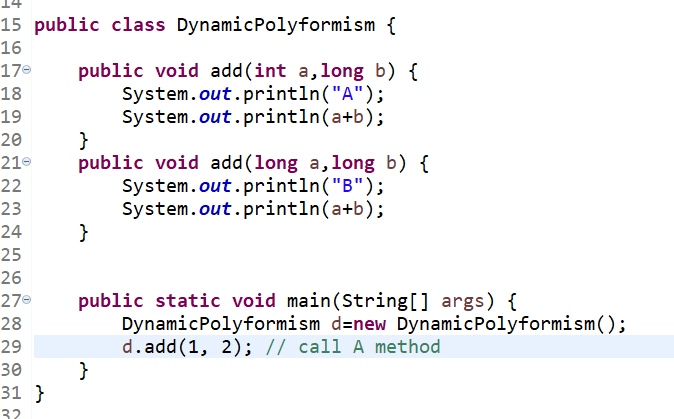 14
15 public class DynamicPolyformism {
16
17 public void add(int a,long b) {
18 System.out.println("A");
19 System.out.println(a+b);
20 }
21 public void add(long a,long b) {
22 System.out.println("B");
23 System.out.println(a+b);
24 }
25
26
27 public static void main(String[] args) {
28 DynamicPolyformism d=new DynamicPolyformism();
29 d.add(1, 2); // call A method
30 }
31 }
32